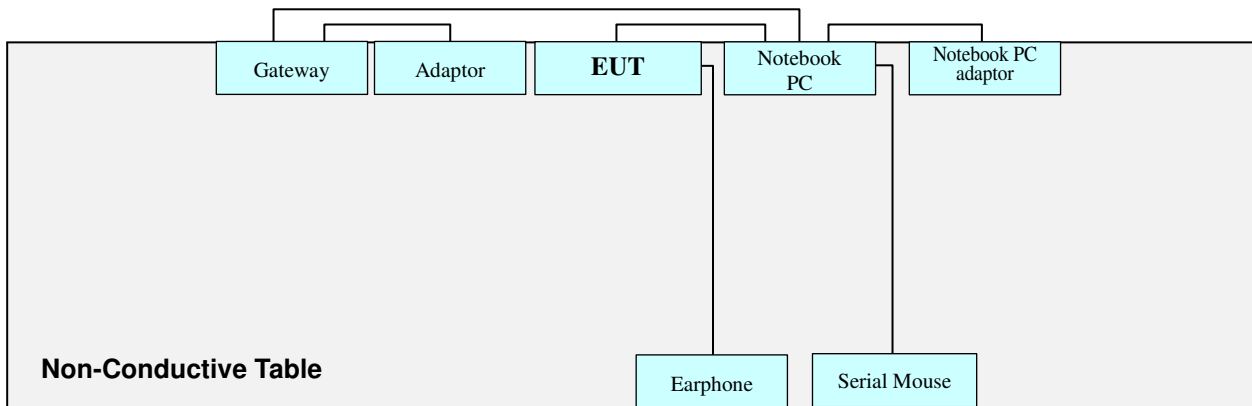 Gateway
Adaptor
EUT
Notebook
PC
Notebook PC
adaptor
Non-Conductive Table
Earphone
Serial Mouse